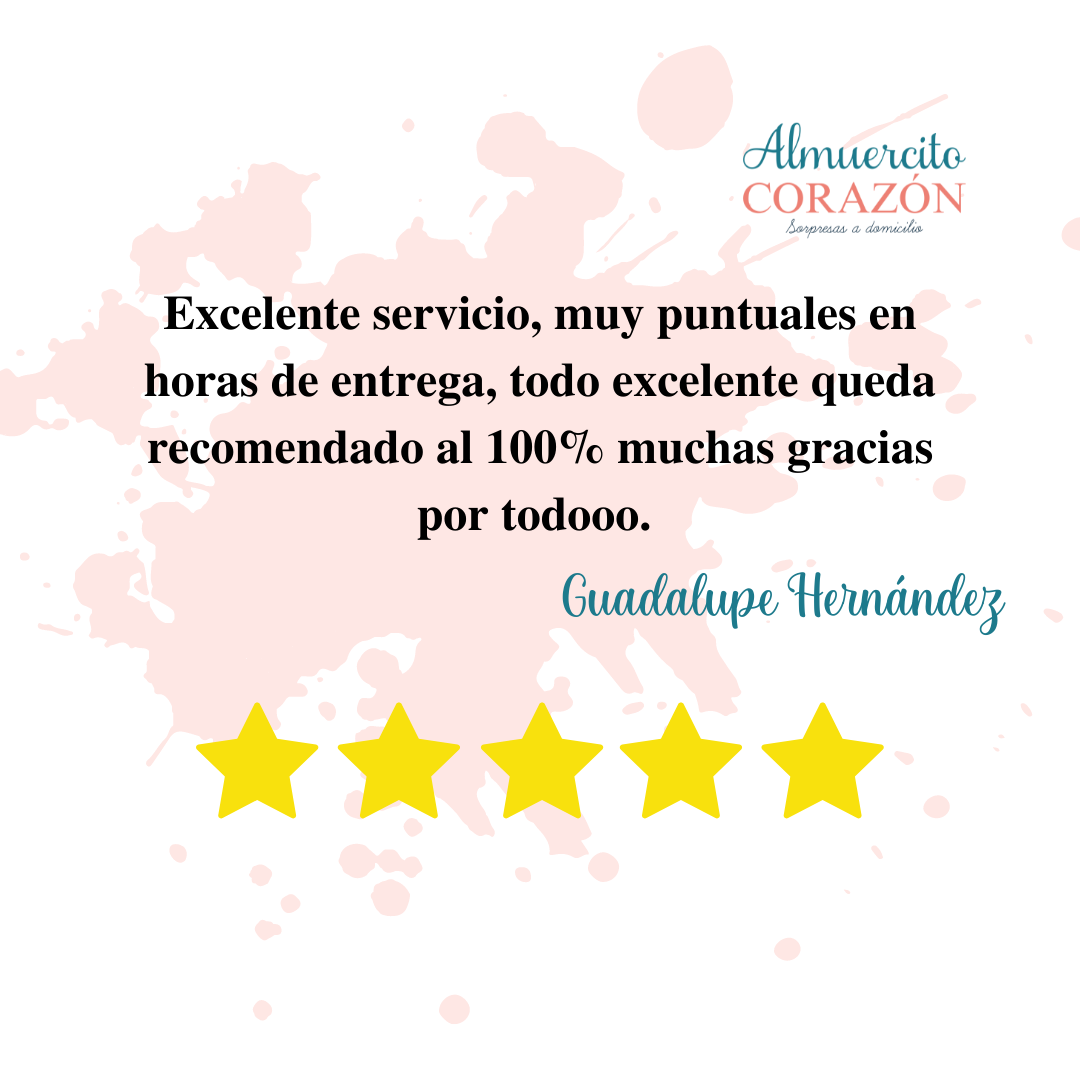 Almuercito
CORAZÓN
Sorpresas a domicilio
Excelente servicio, muy puntuales en
horas de entrega, todo excelente queda
recomendado al 100% muchas gracias
por todooo.
Guadalupe Hernández